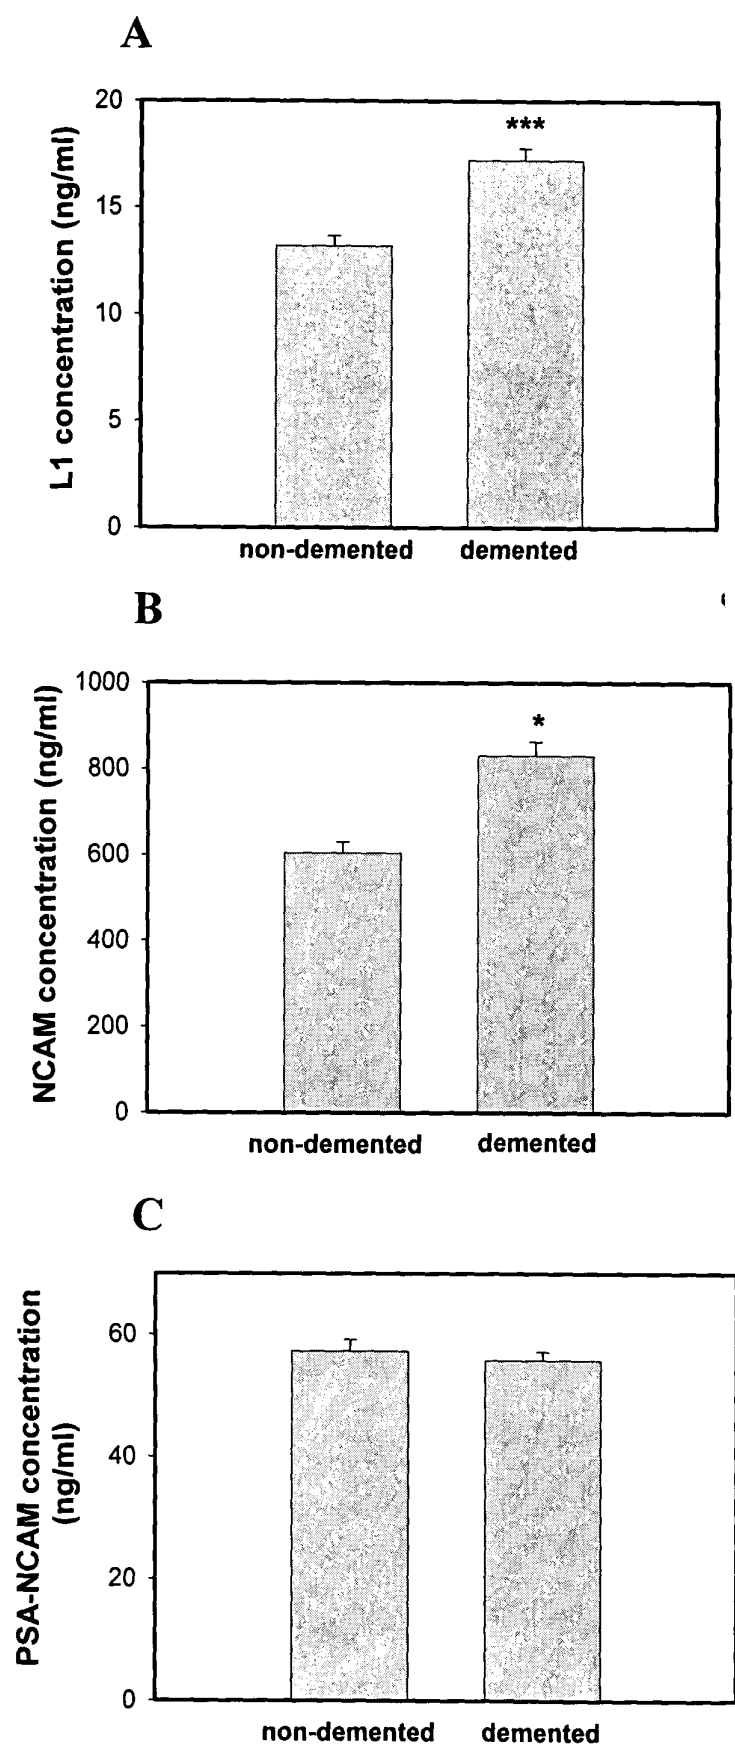 A
L1 concentration (ng/ml)
20
***
15
10
5
0
non-demented demented
B
NCAM concentration (ng/ml)
1000
*
800
600
400
200
0
non-demented demented
C
PSA-NCAM concentration
(ng/ml)
60
40
20
0
non-demented demented